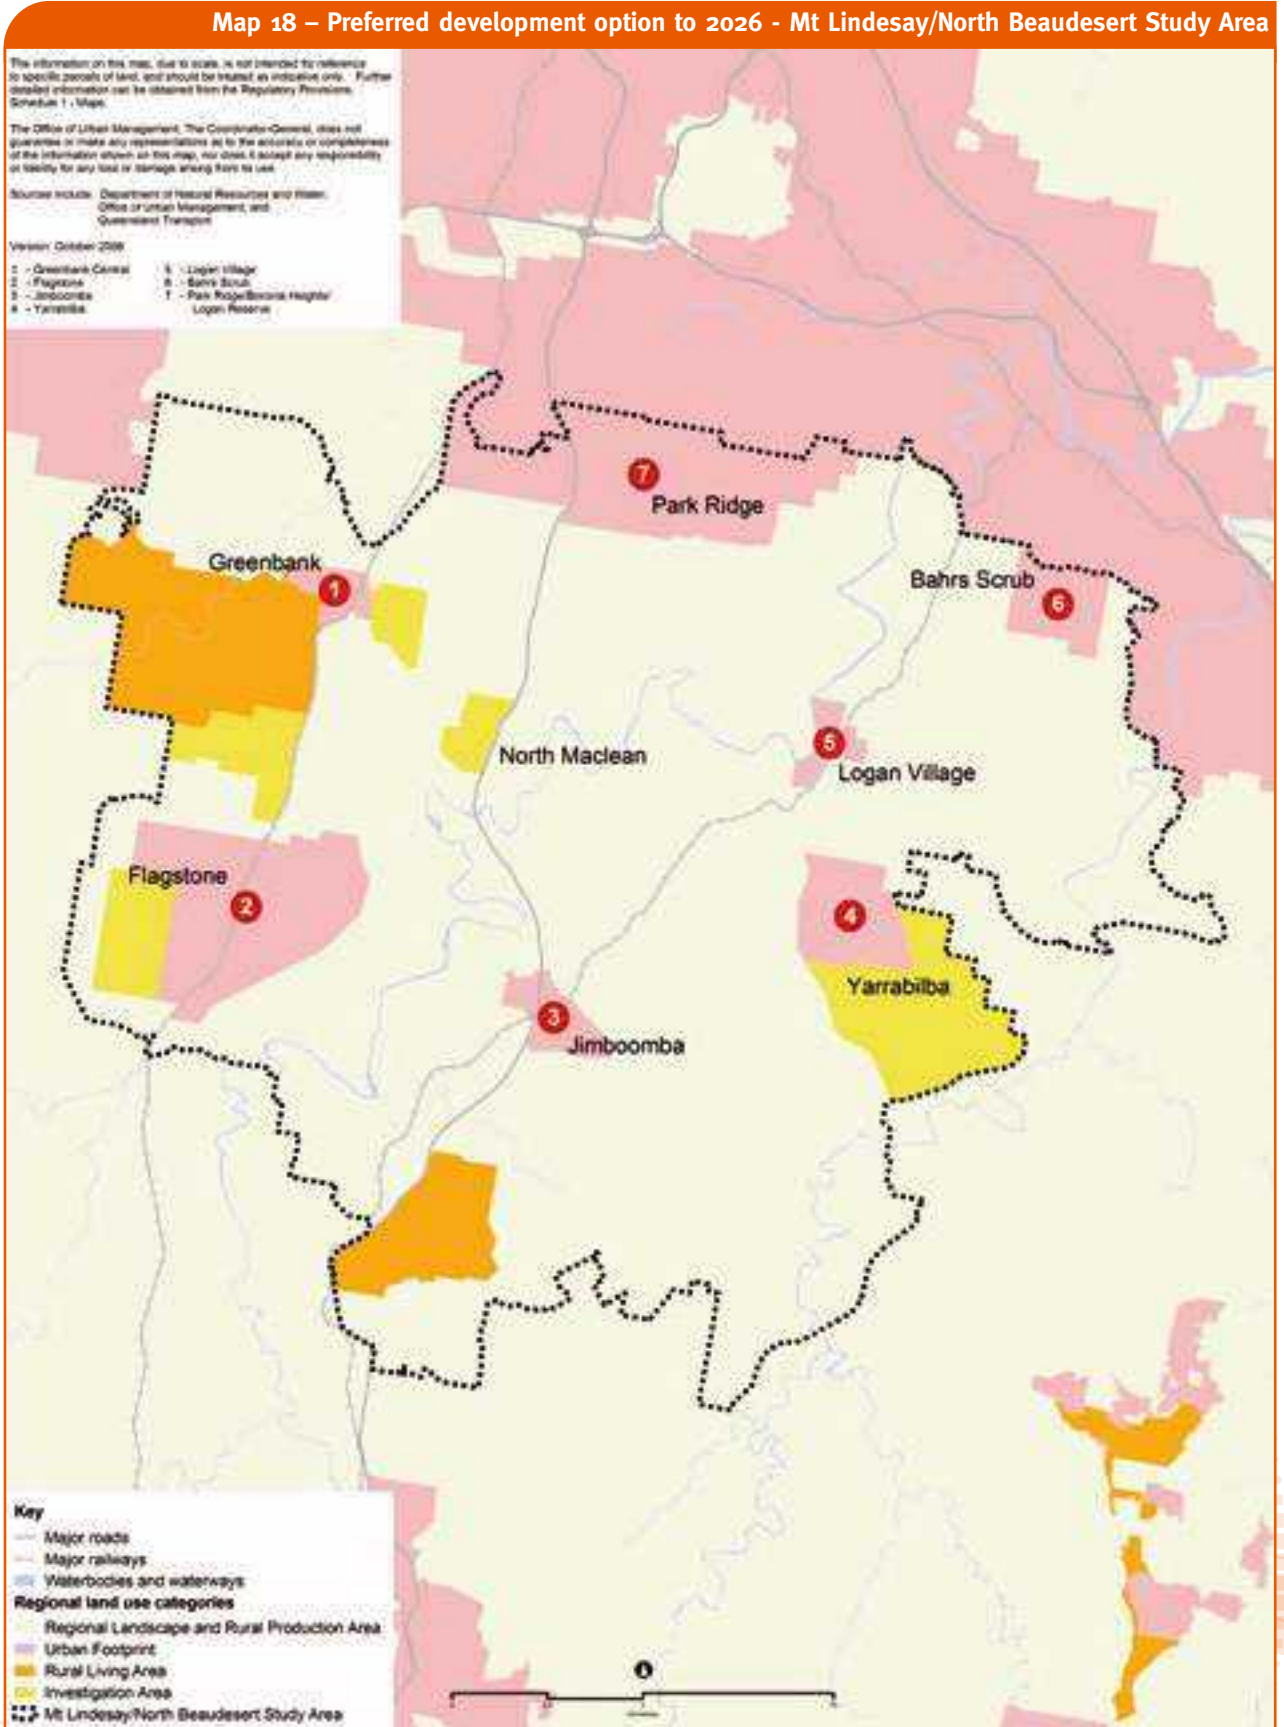 Map 18 – Preferred development option to 2026 - Mt Lindesay/North Beaudesert Study Area
The information on this map, due to scale, is not intended for reference
to specific parcels of land, and should be treated as indicative only. Further
detailed information can be obtained from the Regulatory Provisions,
Schedule 1 - Maps.
The Office of Urban Management, The Coordinator-General, does not
guarantee or make any representations as to the accuracy or completeness
of the information shown on this map, nor does it accept any responsibility
or liability for any loss or damage arising from its use.
Sources include: Department of Natural Resources and Water,
Office of Urban Management, and
Queensland Transport
Version: October
1 - Greenbank Central
2 - Flagstone
3 - Jimboomba
4 - Yarrabilba
5 - Logan Village
6 - Bahrs Scrub
7 - Park Ridge/Boronia Heights/
Logan Reserve
7
Park Ridge
Greenbank
1
Bahrs Scrub
6
North Maclean
5
Logan Village
Flagstone
2
4
Yarrabilba
3
Jimboomba
Key
Major roads
Major railways
Waterbodies and waterways
Regional land use categories
Regional Landscape and Rural Production Area
Urban Footprint
Rural Living Area
Investigation Area
Mt Lindesay/North Beaudesert Study Area